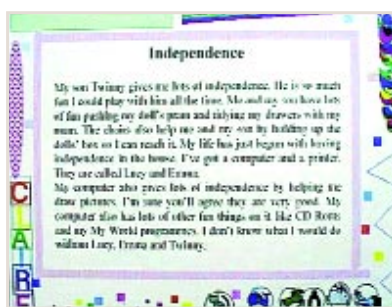 Independence
My son Twinny gives me lots of independence. He is so much
fun I could play with him all the time. Me and my son have lots
of fun pushing my doll's pram and tidying my drawers with my
mum. The chairs also help me and my son by holding up the
dolls' box so I can reach it. My life has just begun with having
independence in the house. I've got a computer and a printer.
They are called Lucy and Emma.
My computer also gives lots of independence by helping me
draw pictures. I'm sure you'll agree they are very good. My
computer also has lots of other fun things on it like CD Roms
and my My World programmes. I don't know what I would do
without Lucy, Emma and Twinny.
C
L
A
I
R
E